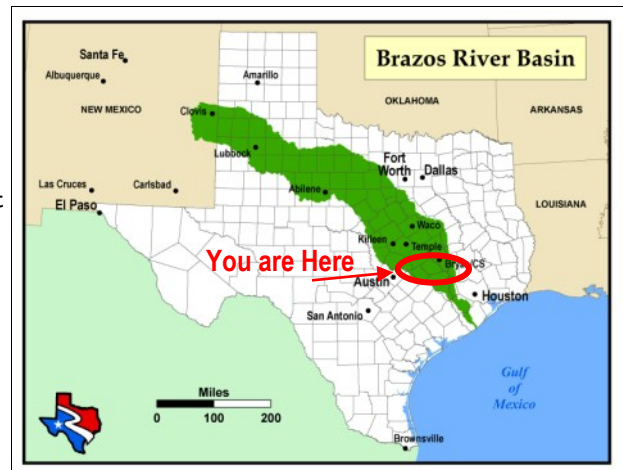 Brazos River Basin
Santa Fe
Albuquerque
Amarillo
OKLAHOMA
ARKANSAS
NEW MEXICO
Clovis
Lubbock
Fort
Worth
Dallas
Las Cruces
Carlsbad
Abilene
LOUISIANA
t
El Paso
Waco
Killeen
Temple
You are Here
Bryan/CS
Austin
Houston
San Antonio
Gulf
of
Mexico
Miles
0 100 200
Brownsville